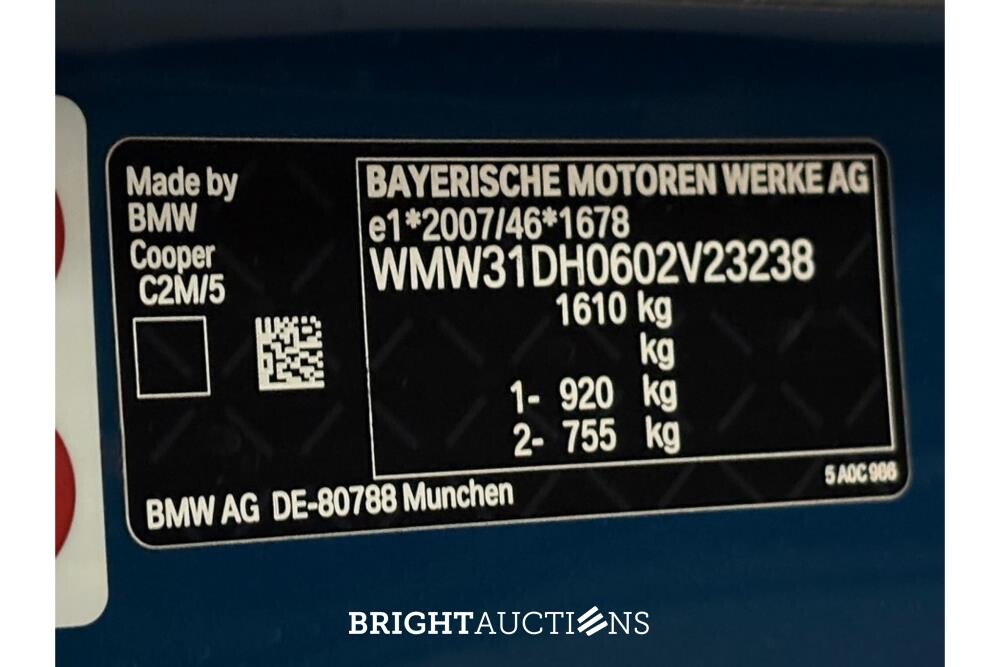 Made by
BMW
Cooper
C2M/5
BAYERISCHE MOTOREN WERKE AG
e1*2007/46*1678
WMW31DH0602V23238
1610 kg
kg
1- 920 kg
2- 755 kg
5 A0C 986
BMW AG DE-80788 Munchen
BRIGHTAUCTIONS